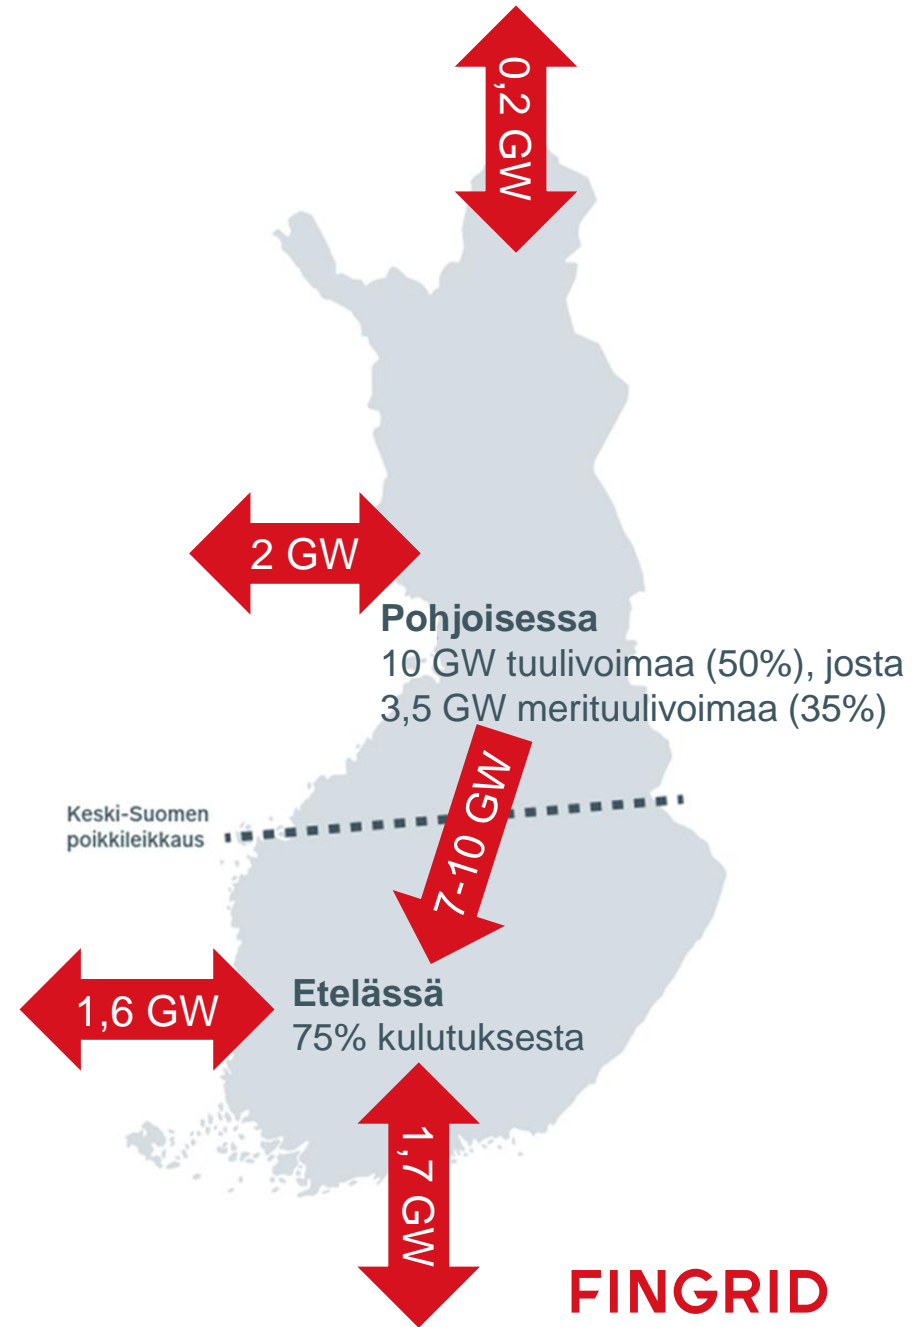 0,2 GW
2 GW
Pohjoisessa
10 GW tuulivoimaa (50%), josta
3,5 GW merituulivoimaa (35%)
7-10 GW
Keski-Suomen
poikkileikkaus
1,6 GW
Etelässä
75% kulutuksesta
1,7 GW
FINGRID